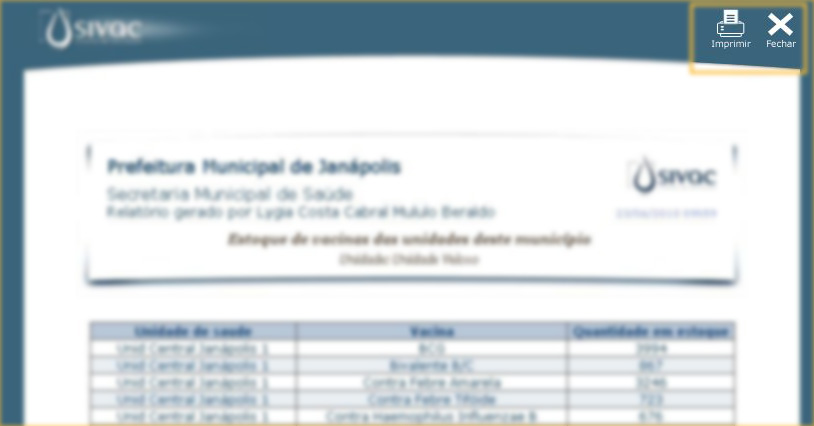 SIVAC
Imprimir Fechar
Prefeitura Municipal de Janápolis
SIVAC
Secretaria Municipal de Saúde
Relatório gerado por Lygia Costa Cabral Mululo Beraldo
Estoque de vacinas das unidades deste município
Unidade: Unidade
Unidade de saude Vacina Quantidade em estoque
Unid Central Janápolis 1 BCG 3994
Unid Central Janápolis 1 Bivalente B/C 867
Unid Central Janápolis 1 Contra Febre Amarela 3246
Unid Central Janápolis 1 Contra Febre Tifóide 723
Unid Central Janápolis 1 Contra Haemophilus Influenzae B 676